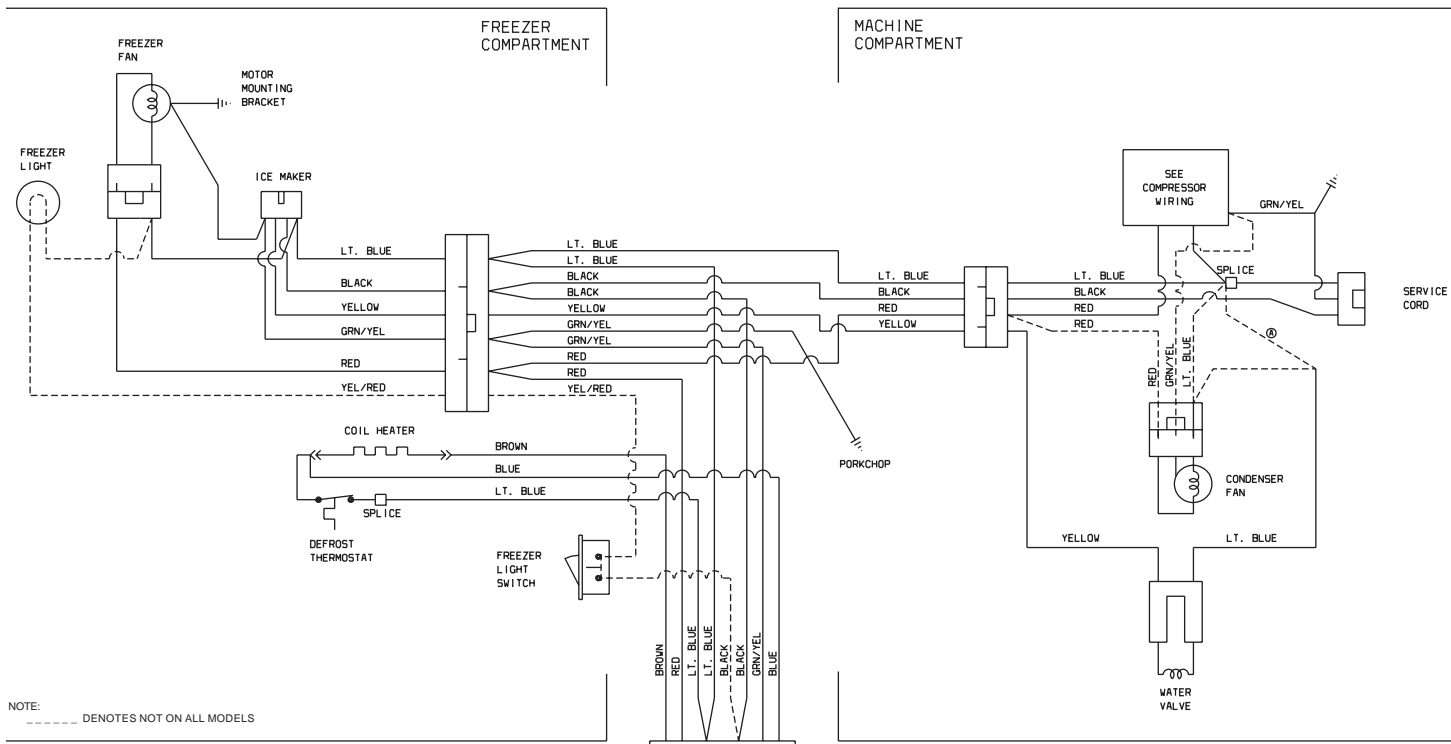 FREEZER
COMPARTMENT
MACHINE
COMPARTMENT
FREEZER
FAN
MOTOR
MOUNTING
BRACKET
FREEZER
LIGHT
ICE MAKER
SEE
COMPRESSOR
WIRING
GRN/YEL
LT. BLUE
BLACK
YELLOW
GRN/YEL
RED
YEL/RED
LT. BLUE
LT. BLUE
BLACK
BLACK
YELLOW
GRN/YEL
GRN/YEL
RED
RED
YEL/RED
LT. BLUE
BLACK
RED
YELLOW
LT. BLUE
BLACK
RED
RED
SPLICE
SERVICE
CORD
A
RED
GRN/YEL
LT. BLUE
COIL HEATER
BROWN
BLUE
LT. BLUE
SPLICE
DEFROST
THERMOSTAT
PORKCHOP
CONDENSER
FAN
FREEZER
LIGHT
SWITCH
YELLOW
LT. BLUE
BROWN
RED
LT. BLUE
LT. BLUE
BLACK
BLACK
GRN/YEL
BLUE
WATER
VALVE
NOTE:
______ DENOTES NOT ON ALL MODELS